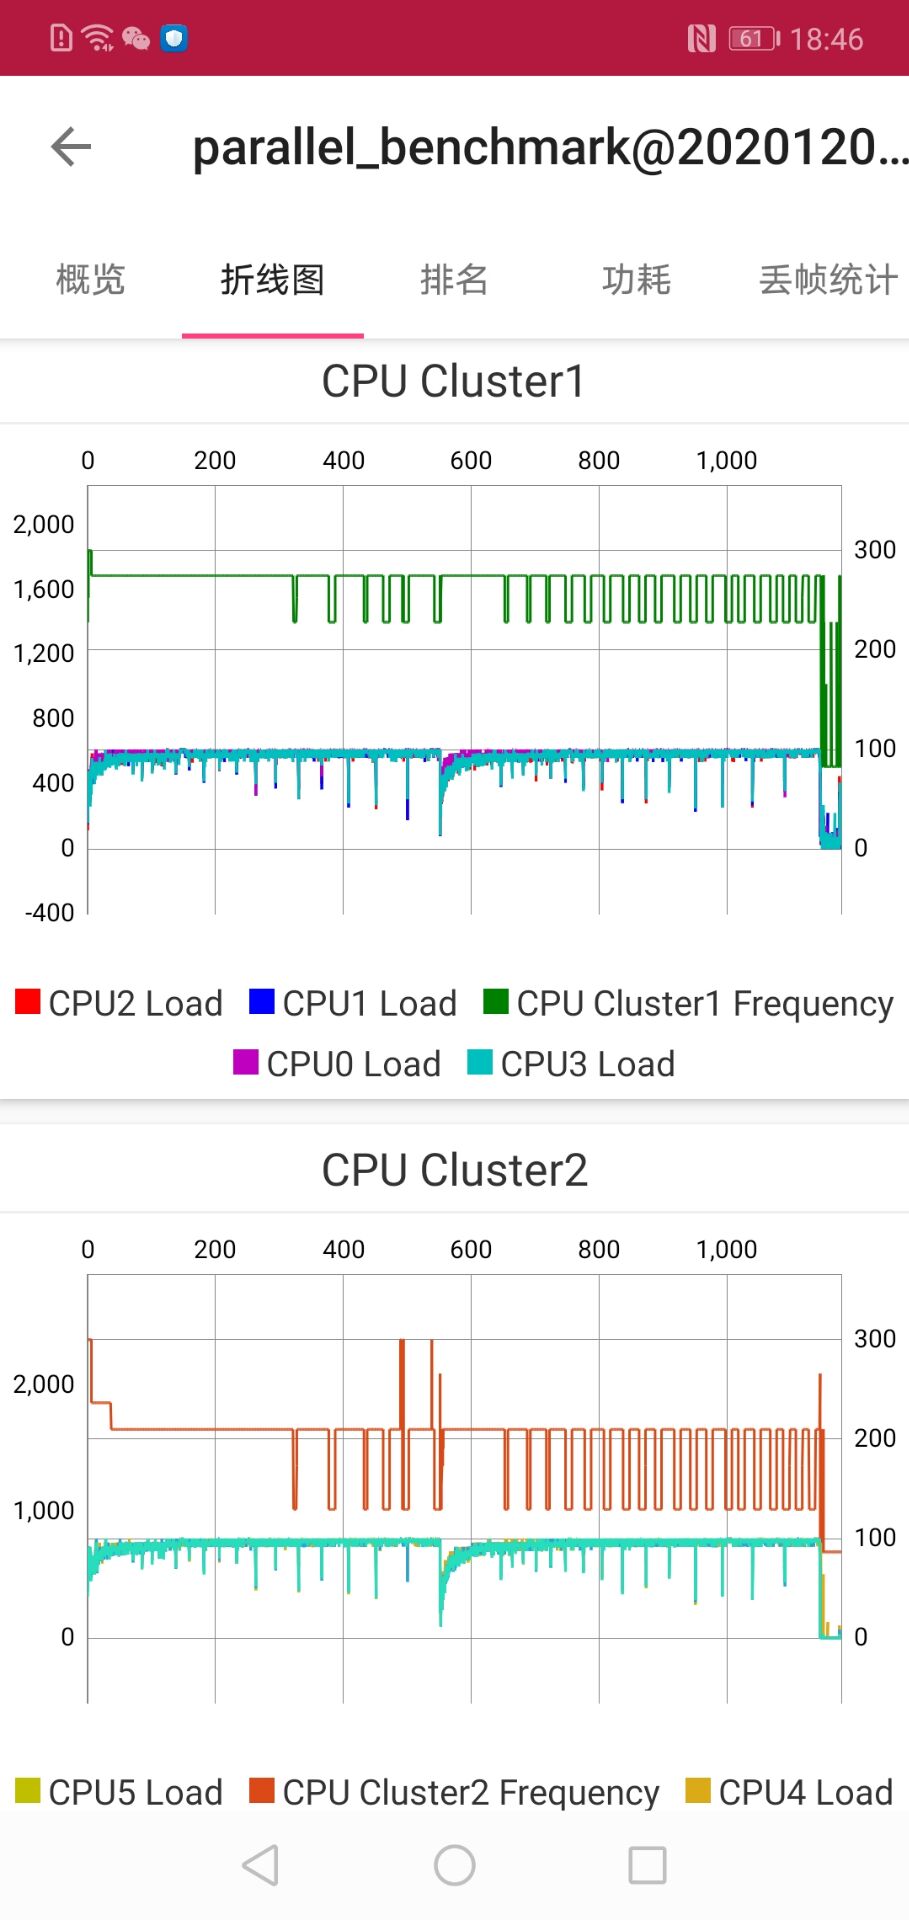 61 18:46
parallel_benchmark@2020120...
概览 折线图 排名 功耗 丢帧统计
CPU Cluster1
0 200 400 600 800 1,000
2,000
300
1,600
1,200
200
800
100
400
0 0
-400
CPU2 Load CPU1 Load CPU Cluster1 Frequency
CPU0 Load CPU3 Load
CPU Cluster2
0 200 400 600 800 1,000
300
2,000
200
1,000
100
0 0
CPU5 Load CPU Cluster2 Frequency CPU4 Load